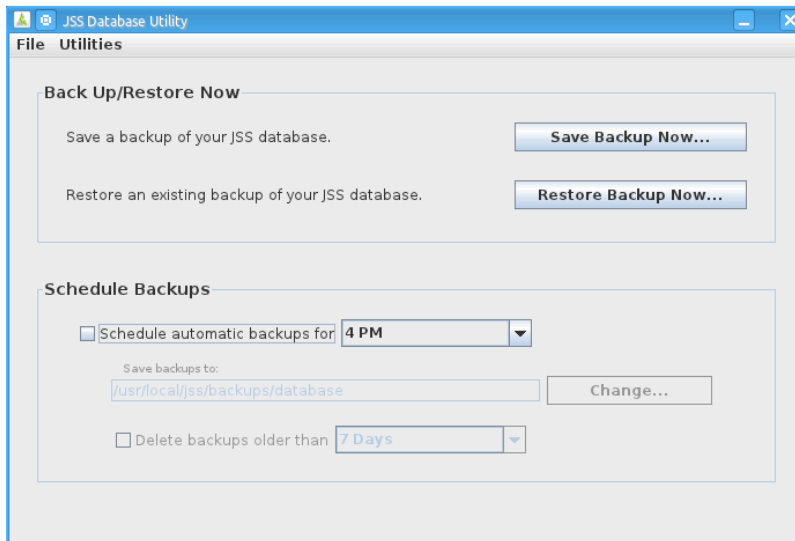 JSS Database Utility
File Utilities
Back Up/Restore Now
Save a backup of your JSS database.
Save Backup Now...
Restore an existing backup of your JSS database.
Restore Backup Now...
Schedule Backups
Schedule automatic backups for 4 PM
Save backups to:
/usr/local/jss/backups/database
Change...
Delete backups older than 7 Days